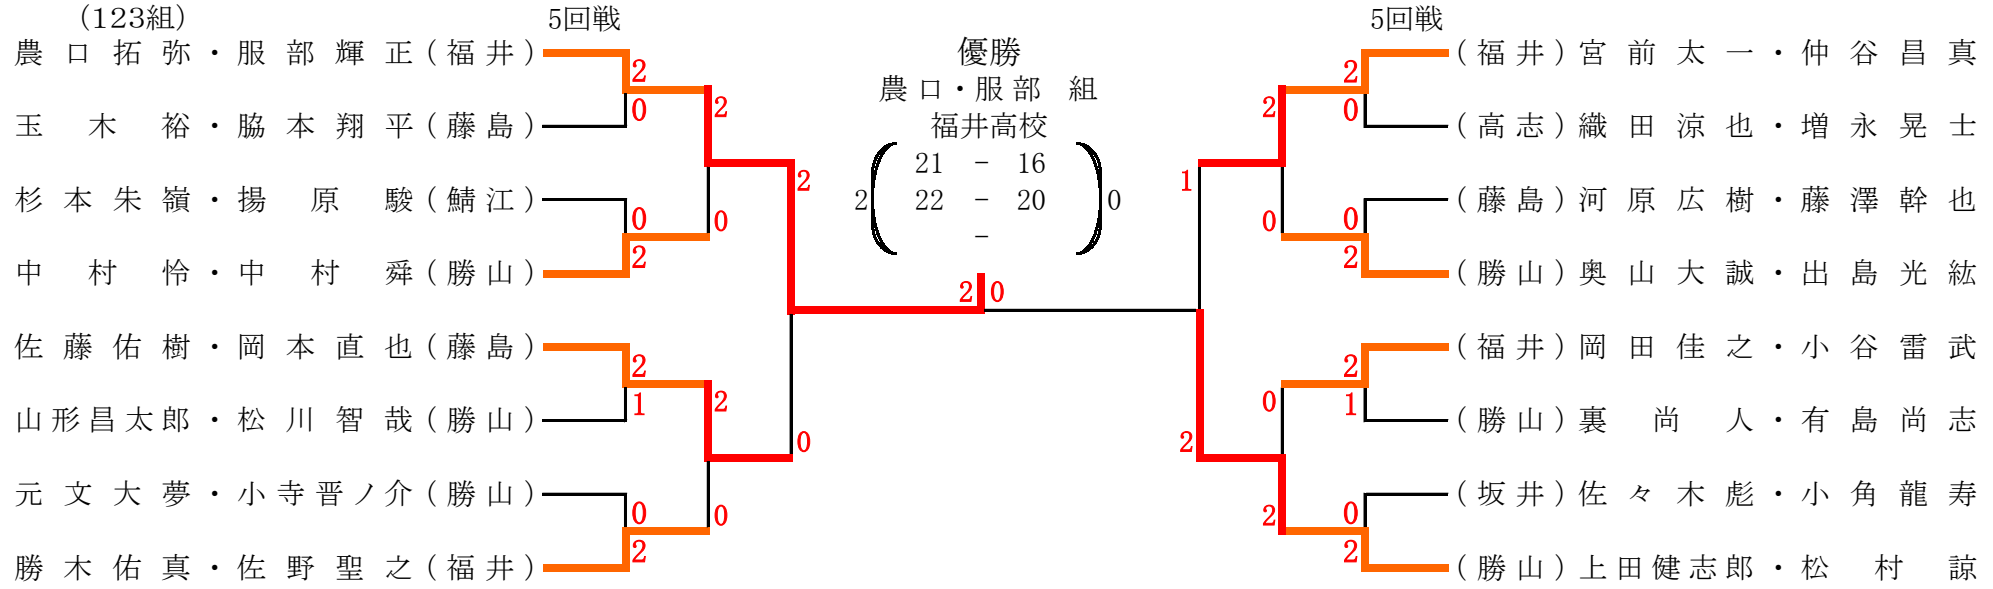 (123組)
5回戦
5回戦
農口拓弥・服部輝正(福井)
玉木裕・脇本翔平(藤島)
杉本朱嶺・揚原駿(鯖江)
中村怜・中村舜(勝山)
佐藤佑樹・岡本直也(藤島)
山形昌太郎・松川智哉(勝山)
元文大夢・小寺晋ノ介(勝山)
勝木佑真・佐野聖之(福井)
2
0
0
2
2
1
0
2
2
0
2
0
2
0
優勝
農口・服部 組
福井高校
21 - 16
2 22 - 20 0
-
2 0
1
2
2
0
0
2
2
0
0
2
2
1
0
2
(福井)宮前太一・仲谷昌真
(高志)織田涼也・増永晃士
(藤島)河原広樹・藤澤幹也
(勝山)奥山大誠・出島光紘
(福井)岡田佳之・小谷雷武
(勝山)裏尚人・有島尚志
(坂井)佐々木彪・小角龍寿
(勝山)上田健志郎・松村諒